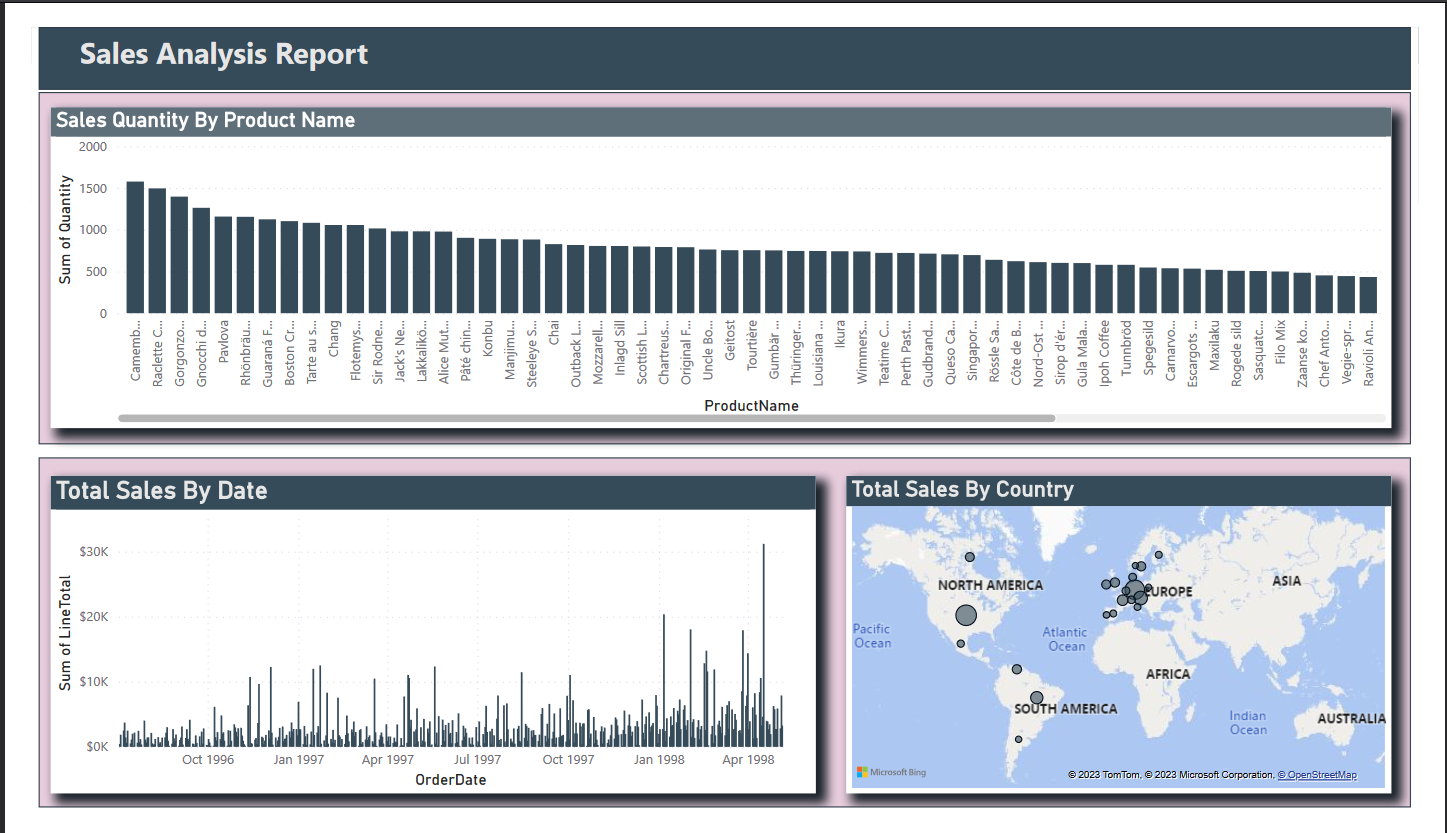 Sales Analysis Report
Sales Quantity By Product Name
Sum of Quantity
2000
1500
1000
500
0
Camemb...
Raclette C...
Gorgonzo...
Gnocchi d...
Pavlova
Rhönbräu...
Guaraná F...
Boston Cr...
Tarte au s...
Chang
Flotemys...
Sir Rodne...
Jack's Ne...
Lakkalikö...
Alice Mut...
Pâté chin...
Konbu
Manjimu...
Steeleye S...
Chai
Outback L...
Mozzarell...
Inlagd Sill
Scottish L...
Chartreus...
Original F...
Uncle Bo...
Geitost
Tourtière
Gumbär ...
Thüringer...
Louisiana ...
Ikura
Wimmers...
Teatime C...
Perth Past...
Gudbrand...
Queso Ca...
Singapor...
Rössle Sa...
Côte de B...
Nord-Ost ...
Sirop d'ér...
Gula Mala...
Ipoh Coffee
Tunnbröd
Spegesild
Carnarvo...
Escargots ...
Maxilaku
Rogede sild
Sasquatc...
Filo Mix
Zaanse ko...
Chef Anto...
Vegie-spr...
Ravioli An...
ProductName
Total Sales By Date
Sum of LineTotal
$30K
$20K
$10K
$0K
Oct 1996
Jan 1997
Apr 1997
Jul 1997
Oct 1997
Jan 1998
Apr 1998
OrderDate
Total Sales By Country
NORTH AMERICA
EUROPE
ASIA
Pacific
Ocean
Atlantic
Ocean
AFRICA
SOUTH AMERICA
Indian
Ocean
AUSTRALIA
Microsoft Bing
© 2023 TomTom, © 2023 Microsoft Corporation, © OpenStreetMap